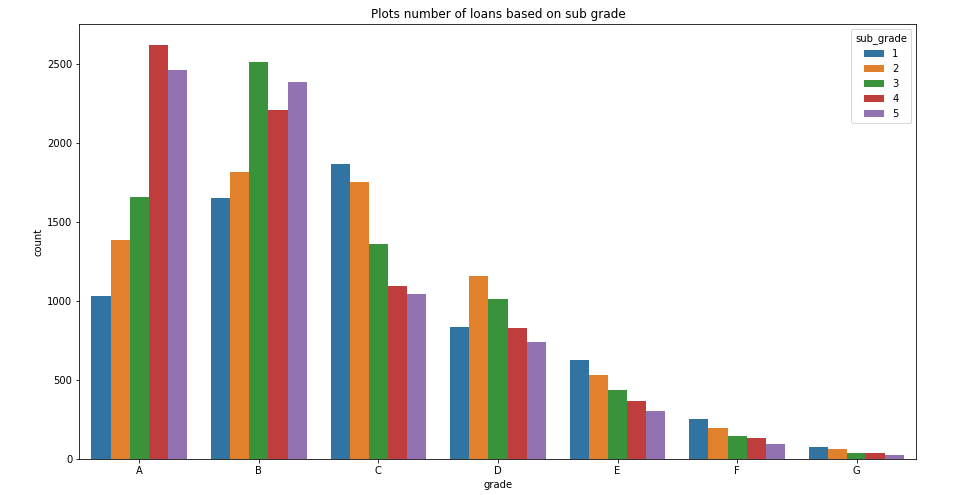 Plots number of loans based on sub grade
sub_grade
1
2
3
4
5
count
2500
2000
1500
1000
500
0
A B C D E F G
grade